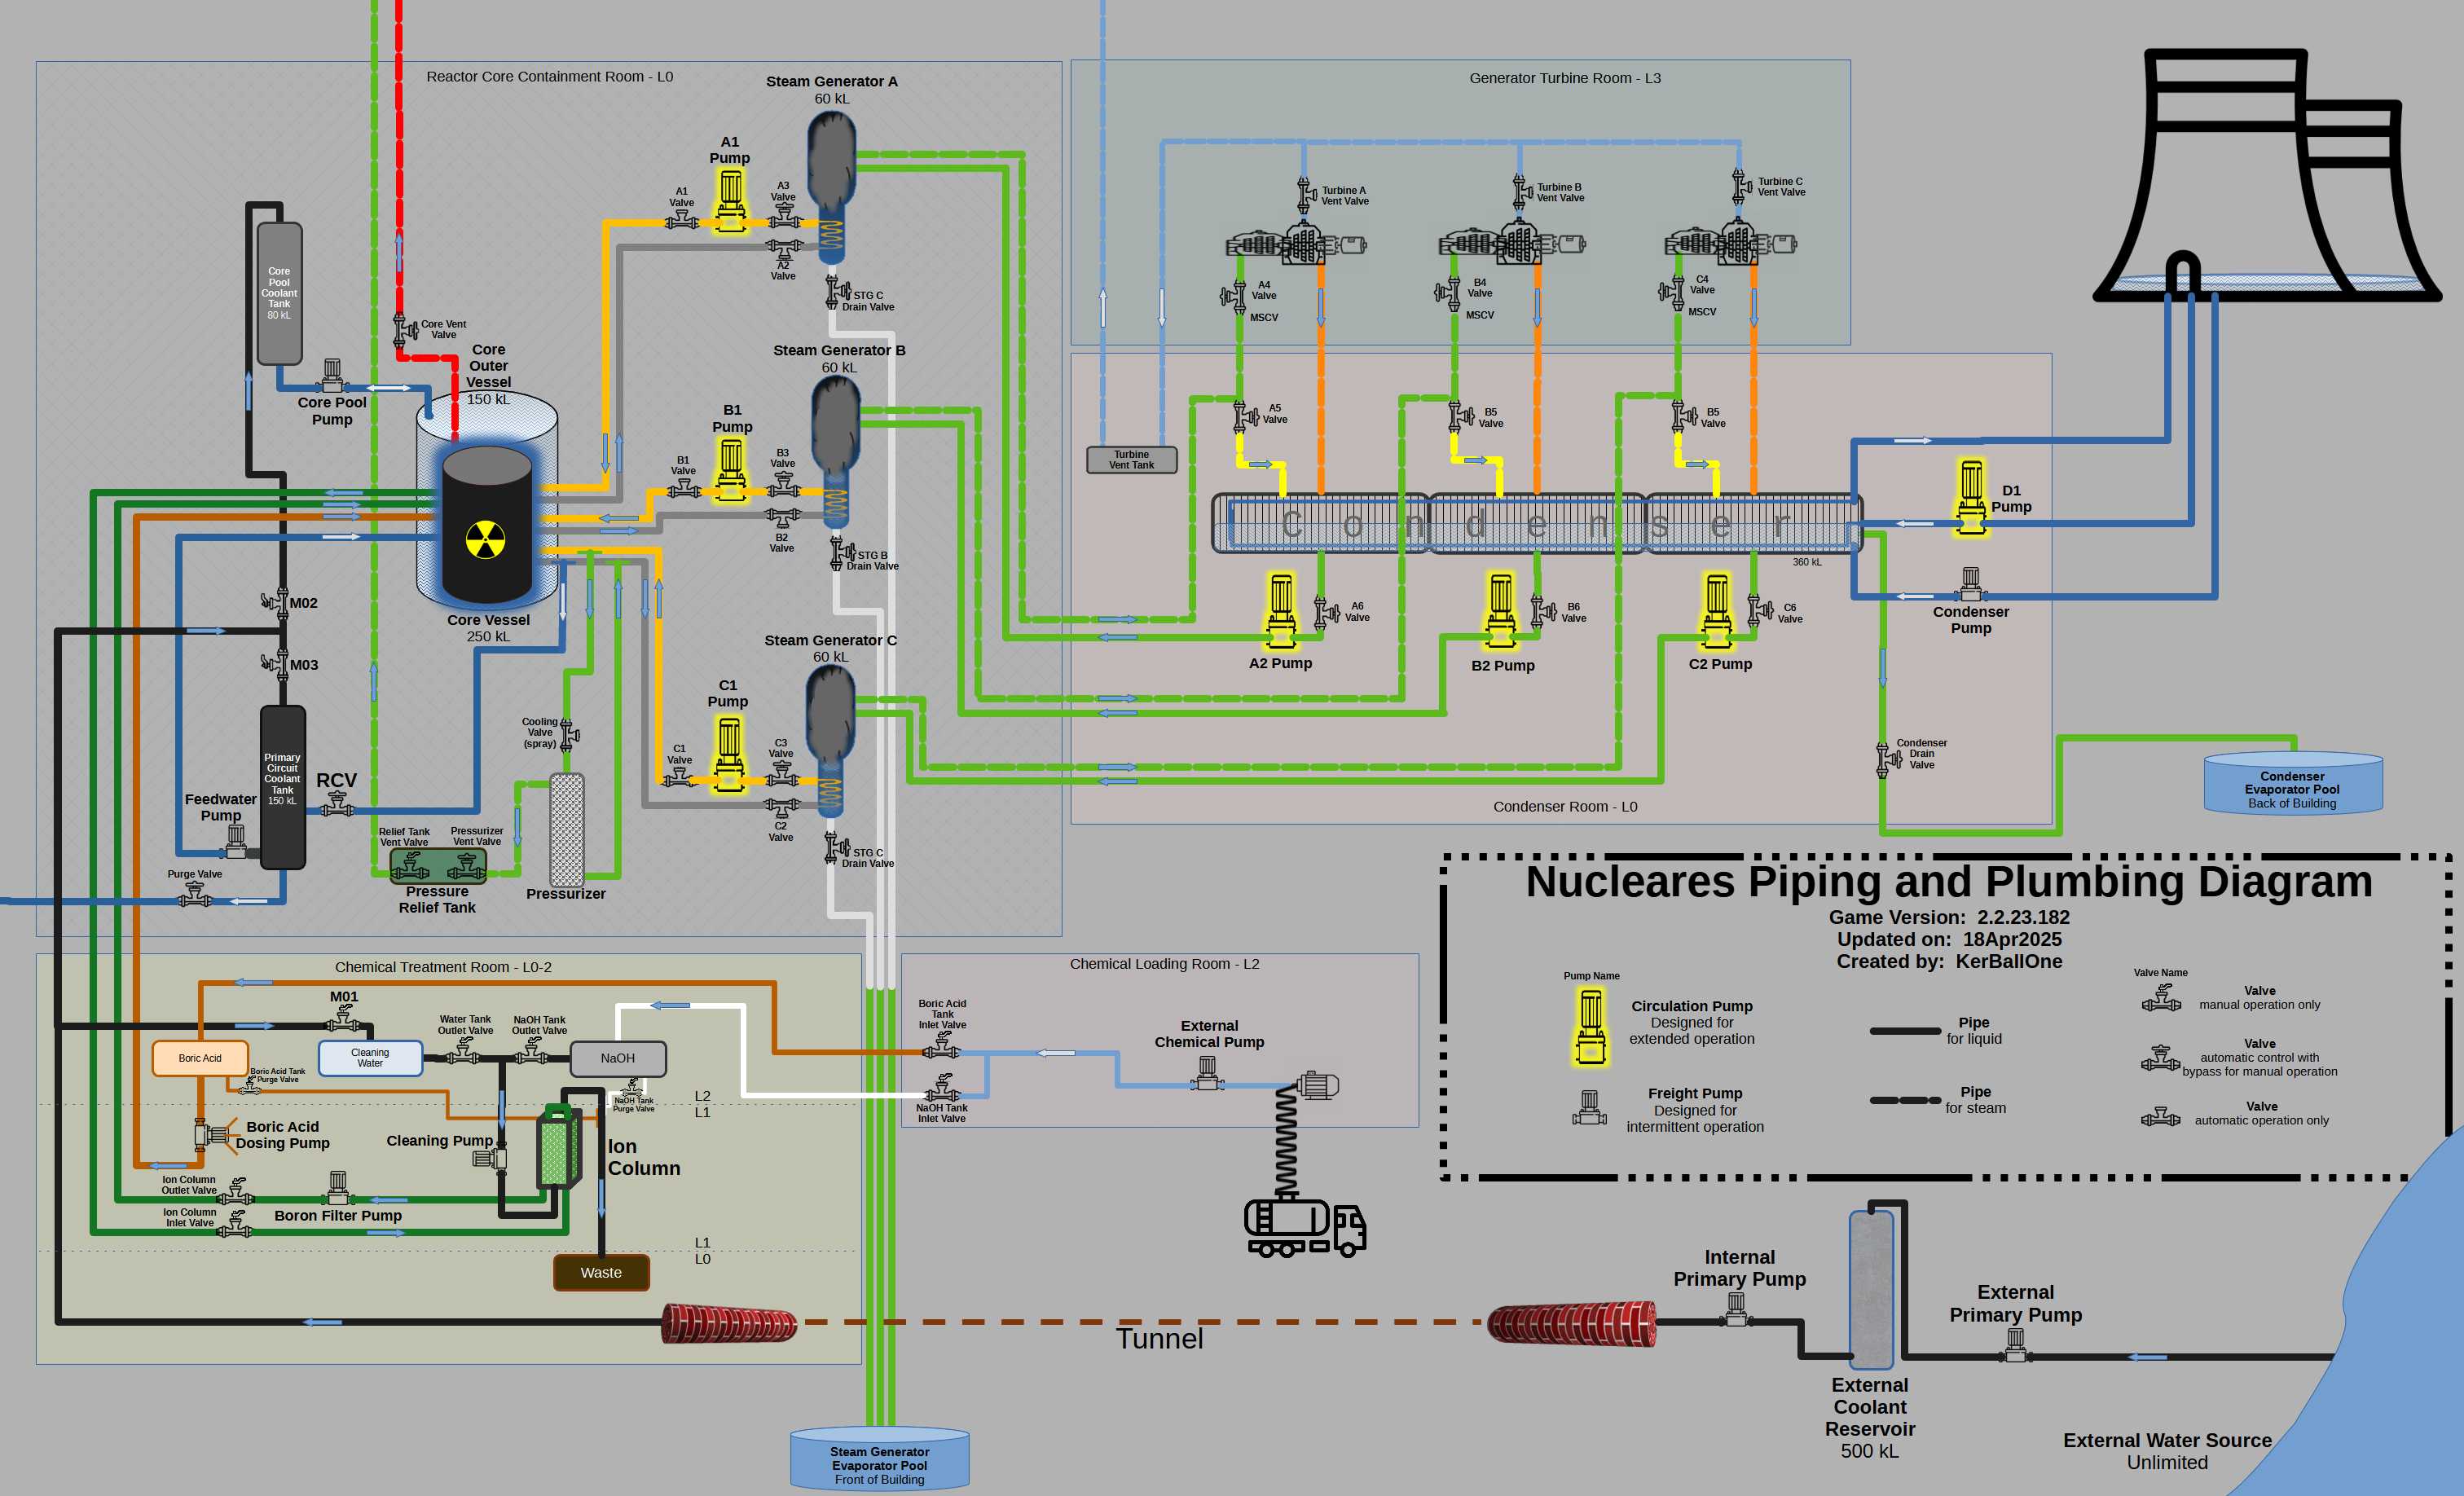 Reactor Core Containment Room - L0
Steam Generator A
60 kL
A1
Pump
A1
Valve
A3
Valve
A2
Valve
STG C
Drain Valve
Core
Pool
Coolant
Tank
80 kL
Core Vent
Valve
Core Pool
Pump
Core
Outer
Vessel
150 kL
Steam Generator B
60 kL
B1
Pump
B1
Valve
B3
Valve
B2
Valve
STG B
Drain Valve
M02
M03
Core Vessel
250 kL
Steam Generator C
60 kL
C1
Pump
C1
Valve
C3
Valve
C2
Valve
STG C
Drain Valve
Cooling
Valve
(spray)
Primary
Circuit
Coolant
Tank
150 kL
RCV
Feedwater
Pump
Purge Valve
Relief Tank
Vent Valve
Pressurizer
Vent Valve
Pressure
Relief Tank
Pressurizer
Generator Turbine Room - L3
Turbine A
Vent Valve
Turbine B
Vent Valve
Turbine C
Vent Valve
A4
Valve
MSCV
B4
Valve
MSCV
C4
Valve
MSCV
A5
Valve
B5
Valve
B5
Valve
Turbine
Vent Tank
Condenser
360 kL
D1
Pump
Condenser
Pump
A6
Valve
B6
Valve
C6
Valve
A2 Pump
B2 Pump
C2 Pump
Condenser
Drain
Valve
Condenser Room - L0
Condenser
Evaporator Pool
Back of Building
Nucleares Piping and Plumbing Diagram
Game Version: 2.2.23.182
Updated on: 18Apr2025
Created by: KerBallOne
Pump Name
Circulation Pump
Designed for
extended operation
Freight Pump
Designed for
intermittent operation
Pipe
for liquid
Pipe
for steam
Valve Name
Valve
manual operation only
Valve
automatic control with
bypass for manual operation
Valve
automatic operation only
Chemical Treatment Room - L0-2
M01
Boric Acid
Cleaning
Water
Water Tank
Outlet Valve
NaOH Tank
Outlet Valve
NaOH
Boric Acid Tank
Purge Valve
NaOH Tank
Purge Valve
L2
L1
Boric Acid
Dosing Pump
Cleaning Pump
Ion
Column
Ion Column
Outlet Valve
Ion Column
Inlet Valve
Boron Filter Pump
L1
L0
Waste
Chemical Loading Room - L2
Boric Acid
Tank
Inlet Valve
NaOH Tank
Inlet Valve
External
Chemical Pump
Tunnel
Internal
Primary Pump
External
Primary Pump
External
Coolant
Reservoir
500 kL
External Water Source
Unlimited
Steam Generator
Evaporator Pool
Front of Building